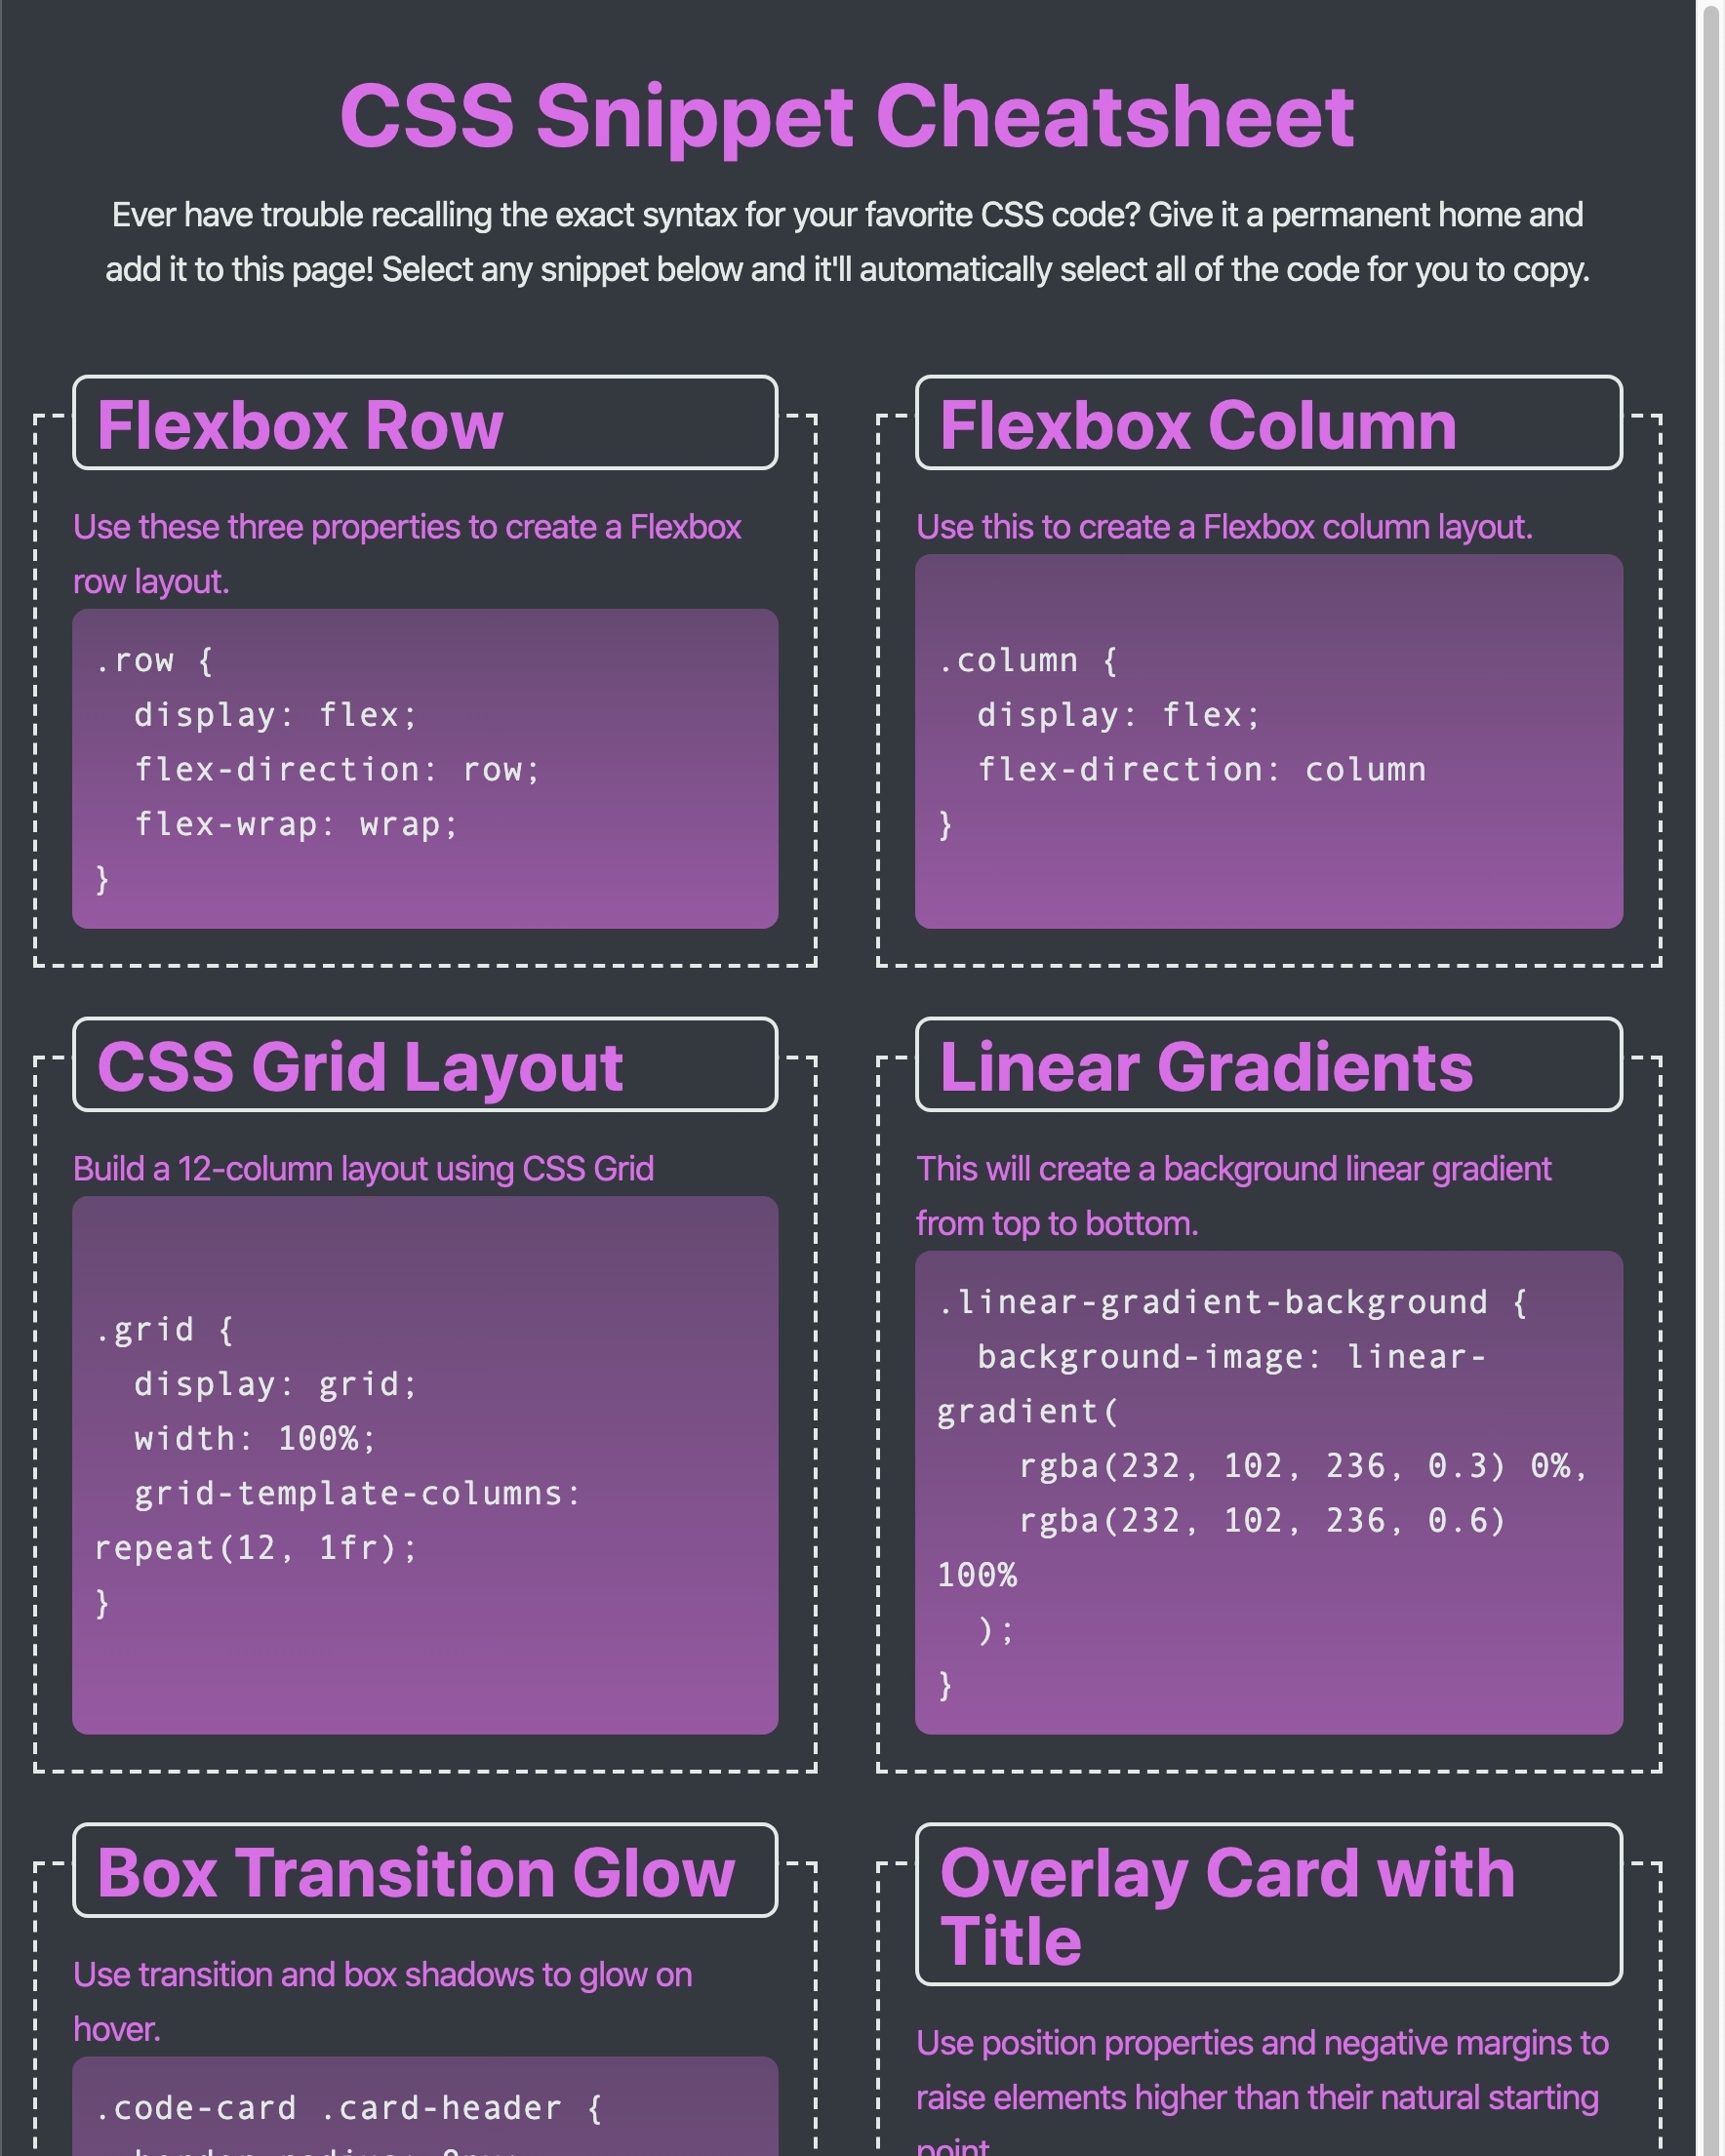 CSS Snippet Cheatsheet
Ever have trouble recalling the exact syntax for your favorite CSS code? Give it a permanent home and
add it to this page! Select any snippet below and it'll automatically select all of the code for you to copy.
Flexbox Row
Use these three properties to create a Flexbox
row layout.
.row {
  display: flex;
  flex-direction: row;
  flex-wrap: wrap;
}
Flexbox Column
Use this to create a Flexbox column layout.
.column {
  display: flex;
  flex-direction: column
}
CSS Grid Layout
Build a 12-column layout using CSS Grid
.grid {
  display: grid;
  width: 100%;
  grid-template-columns:
repeat(12, 1fr);
}
Linear Gradients
This will create a background linear gradient
from top to bottom.
.linear-gradient-background {
  background-image: linear-
gradient(
    rgba(232, 102, 236, 0.3) 0%,
    rgba(232, 102, 236, 0.6)
100%
  );
}
Box Transition Glow
Use transition and box shadows to glow on
hover.
.code-card .card-header {
Overlay Card with
Title
Use position properties and negative margins to
raise elements higher than their natural starting
point